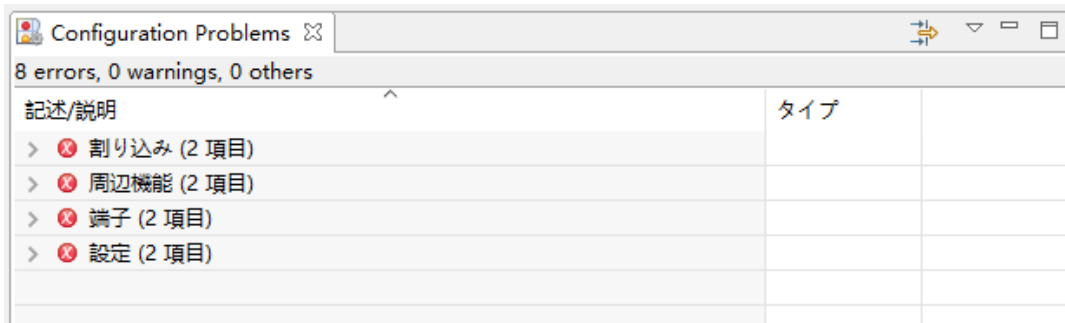 Configuration Problems
8 errors, 0 warnings, 0 others
記述/説明 タイプ
割り込み (2 項目)
周辺機能 (2 項目)
端子 (2 項目)
設定 (2 項目)